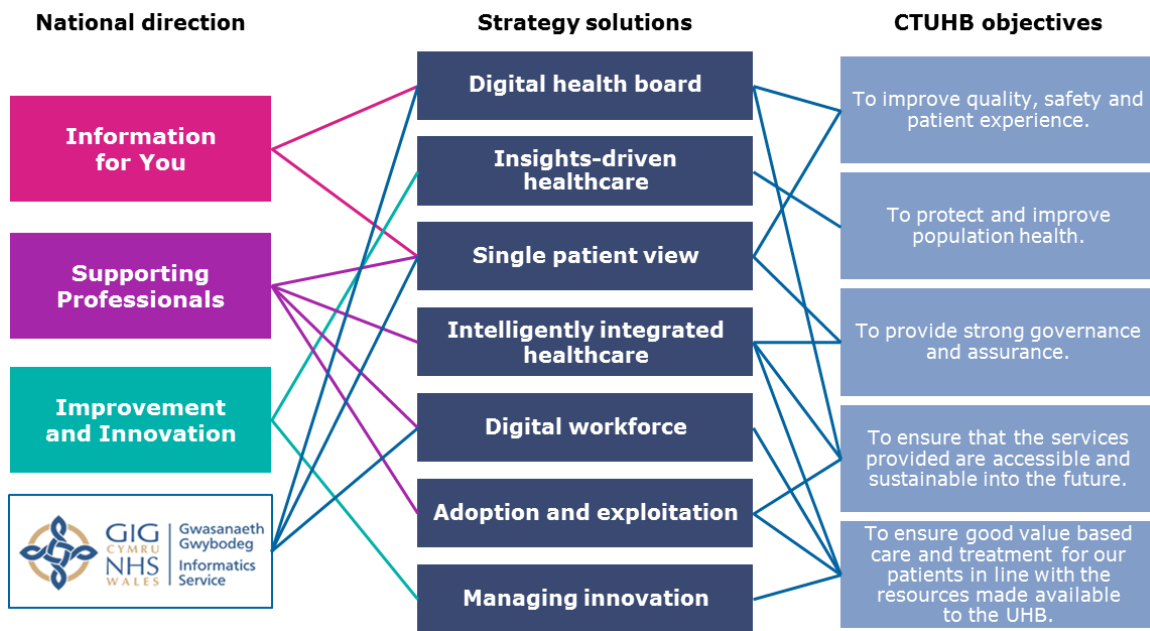 National direction
Strategy solutions
CTUHB objectives
Information
for You
Supporting
Professionals
Improvement
and Innovation
GIG
CYMRU
NHS
WALES
Gwasanaeth
Gwybodeg
Informatics
Service
Digital health board
Insights-driven
healthcare
Single patient view
Intelligently integrated
healthcare
Digital workforce
Adoption and exploitation
Managing innovation
To improve quality, safety and
patient experience.
To protect and improve
population health.
To provide strong governance
and assurance.
To ensure that the services
provided are accessible and
sustainable into the future.
To ensure good value based
care and treatment for our
patients in line with the
resources made available
to the UHB.